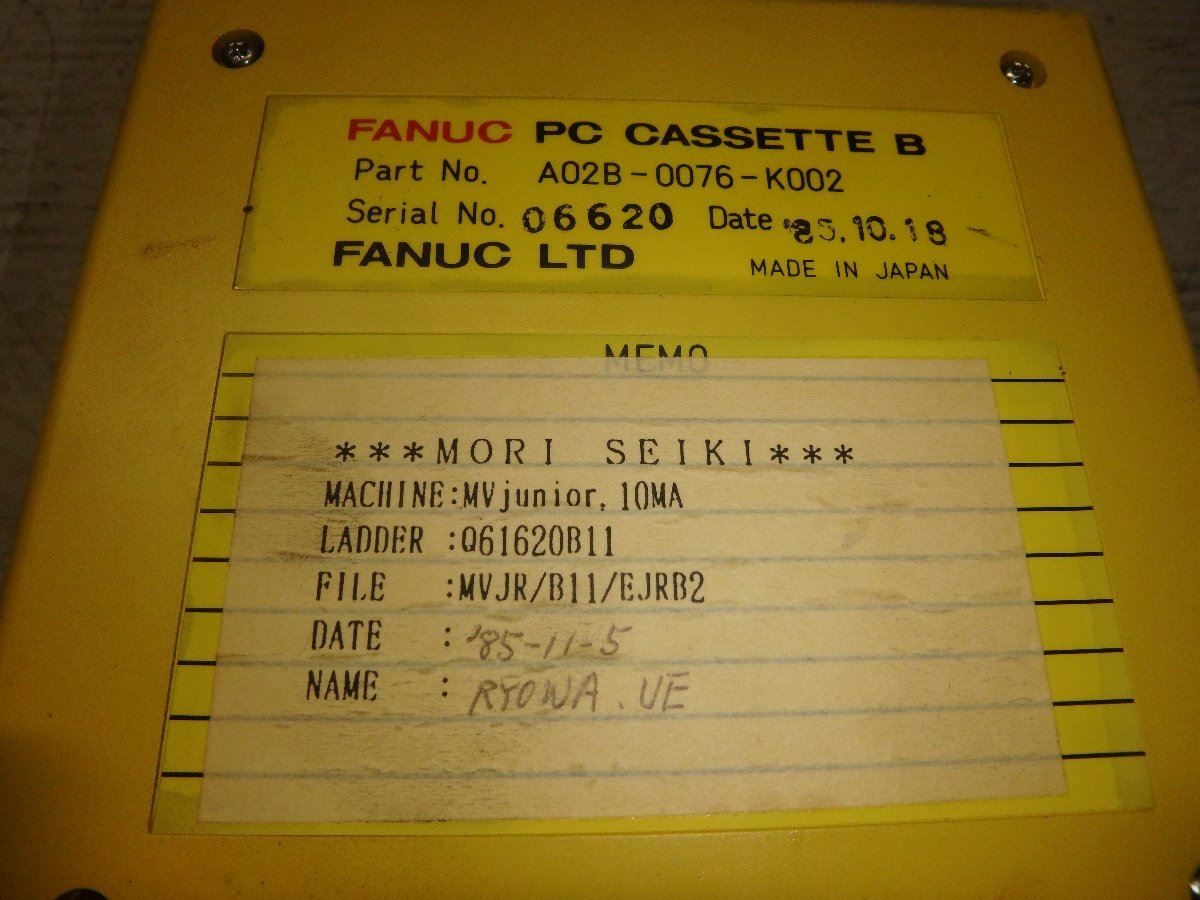 FANUC PC CASSETTE B
Part No. A02B-0076-K002
Serial No. 06620 Date '85.10.18
FANUC LTD
MADE IN JAPAN
MEMO
***MORI SEIKI***
MACHINE:MVjunior,10MA
LADDER :Q61620B11
FILE :MVJR/B11/EJRB2
DATE : '85-11-5
NAME : RYOWA.UE